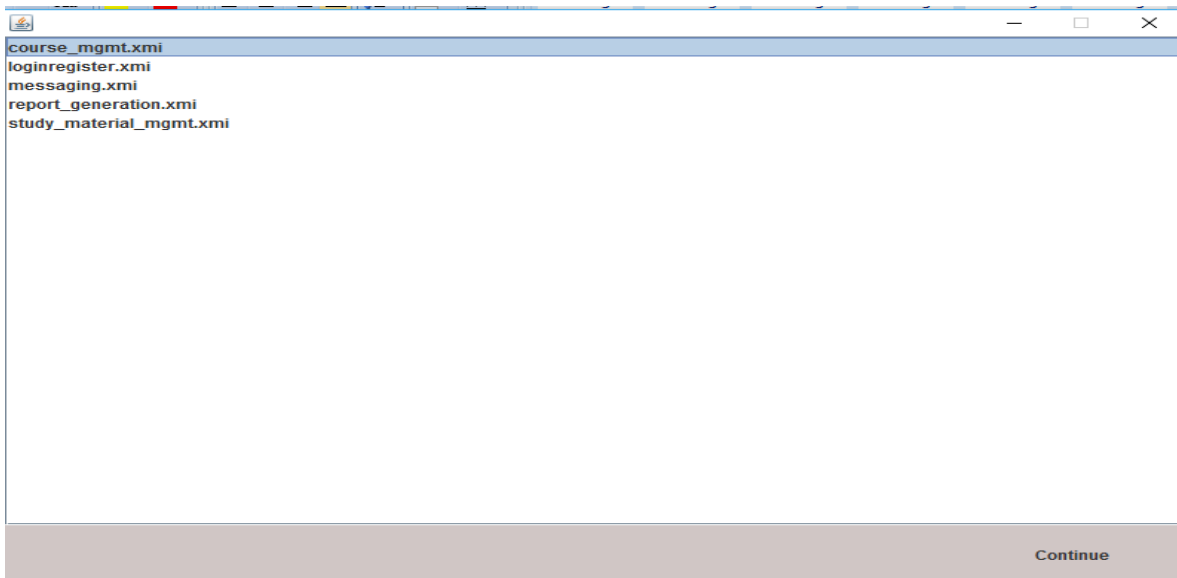 course_mgmt.xmi
loginregister.xmi
messaging.xmi
report_generation.xmi
study_material_mgmt.xmi
Continue